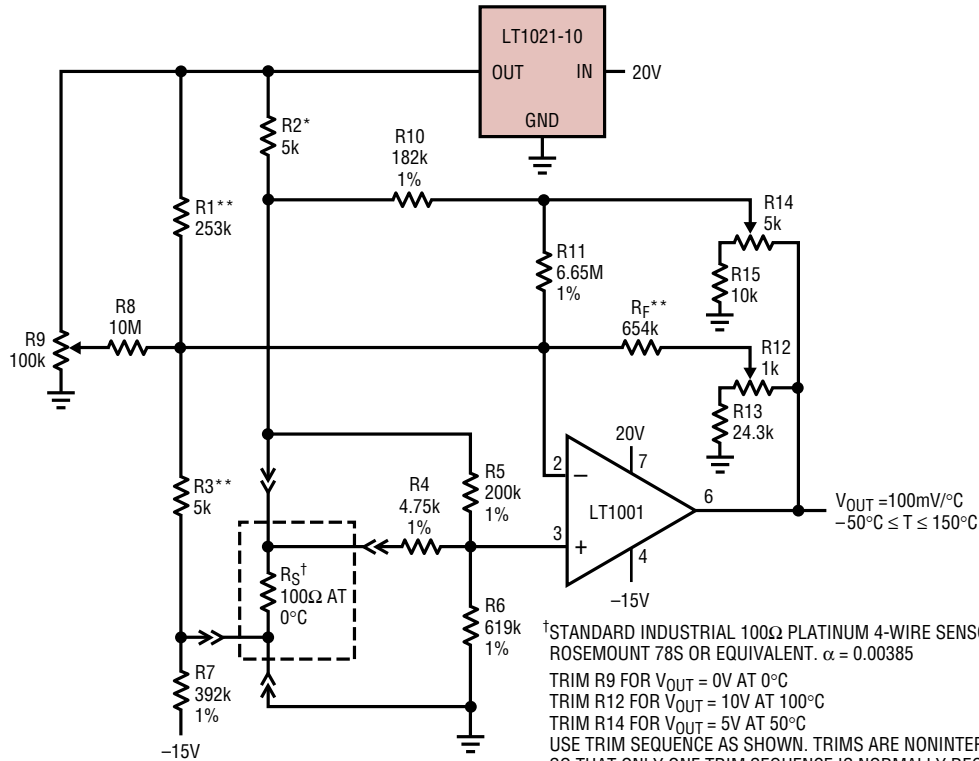 LT1021-10
OUT IN
20V
GND
R2*
5k
R10
182k
1%
R14
5k
R1**
253k
R11
6.65M
1%
R15
10k
R8
10M
RF**
654k
R9
100k
R12
1k
R13
24.3k
20V
R3**
5k
R4
4.75k
1%
R5
200k
1%
2
–
7
LT1001
6
VOUT =100mV/°C
–50°C ≤ T ≤ 150°C
3
+
4
–15V
RS†
100Ω AT
0°C
R6
619k
1%
R7
392k
1%
–15V
†STANDARD INDUSTRIAL 100Ω PLATINUM 4-WIRE
ROSEMOUNT 78S OR EQUIVALENT. α = 0.00385
TRIM R9 FOR VOUT = 0V AT 0°C
TRIM R12 FOR VOUT = 10V AT 100°C
TRIM R14 FOR VOUT = 5V AT 50°C
USE TRIM SEQUENCE AS SHOWN. TRIMS ARE